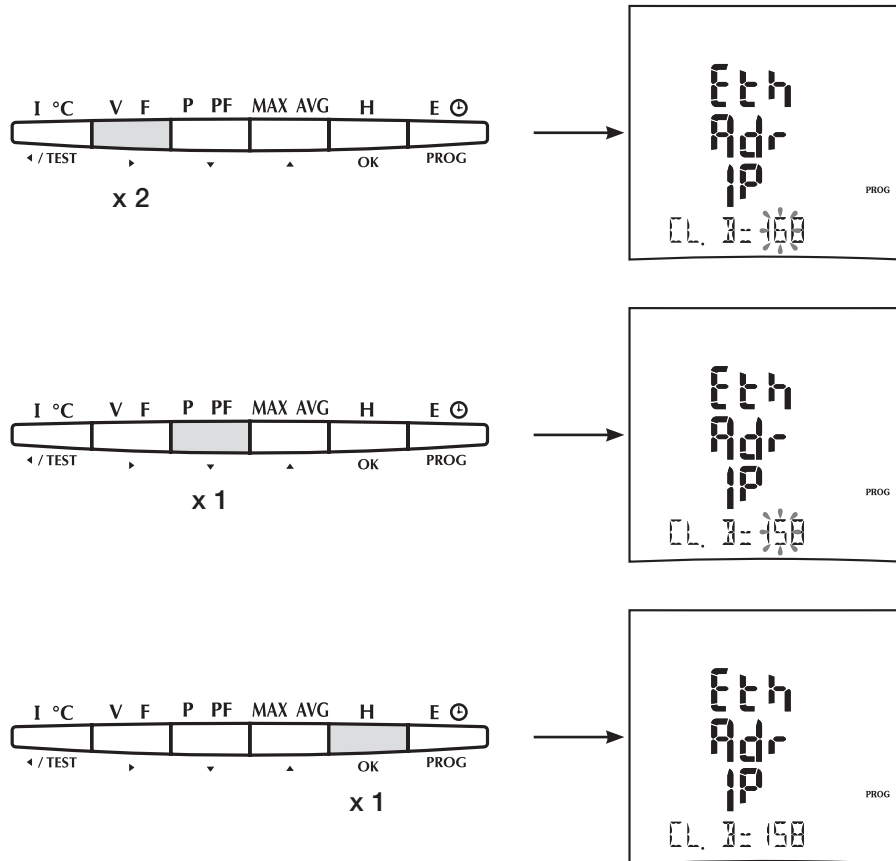 I °C V F P PF MAX AVG H E
/ TEST OK PROG
x 2
Eth
Adr
IP
PROG
CL. 3= 168
I °C V F P PF MAX AVG H E
/ TEST OK PROG
x 1
Eth
Adr
IP
PROG
CL. 3= 158
I °C V F P PF MAX AVG H E
/ TEST OK PROG
x 1
Eth
Adr
IP
PROG
CL. 3= 158